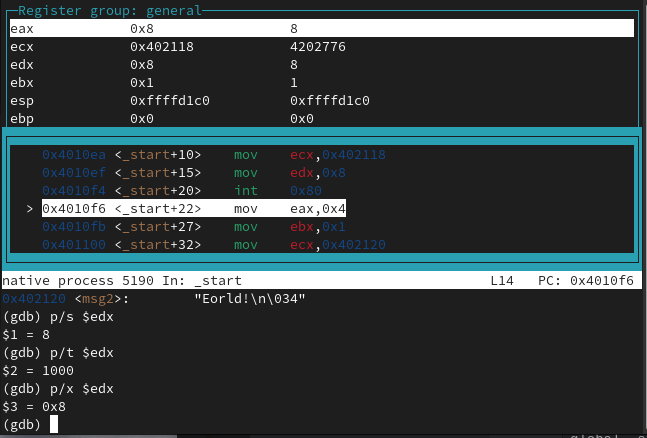 Register group: general
eax 0x8 8
ecx 0x402118 4202776
edx 0x8 8
ebx 0x1 1
esp 0xffffd1c0 0xffffd1c0
ebp 0x0 0x0
0x4010ea <_start+10> mov ecx,0x402118
0x4010ef <_start+15> mov edx,0x8
0x4010f4 <_start+20> int 0x80
> 0x4010f6 <_start+22> mov eax,0x4
0x4010fb <_start+27> mov ebx,0x1
0x401100 <_start+32> mov ecx,0x402120
native process 5190 In: _start L14 PC: 0x4010f6
0x402120 <msg2>: "Eorld!\n\034"
(gdb) p/s $edx
$1 = 8
(gdb) p/t $edx
$2 = 1000
(gdb) p/x $edx
$3 = 0x8
(gdb)